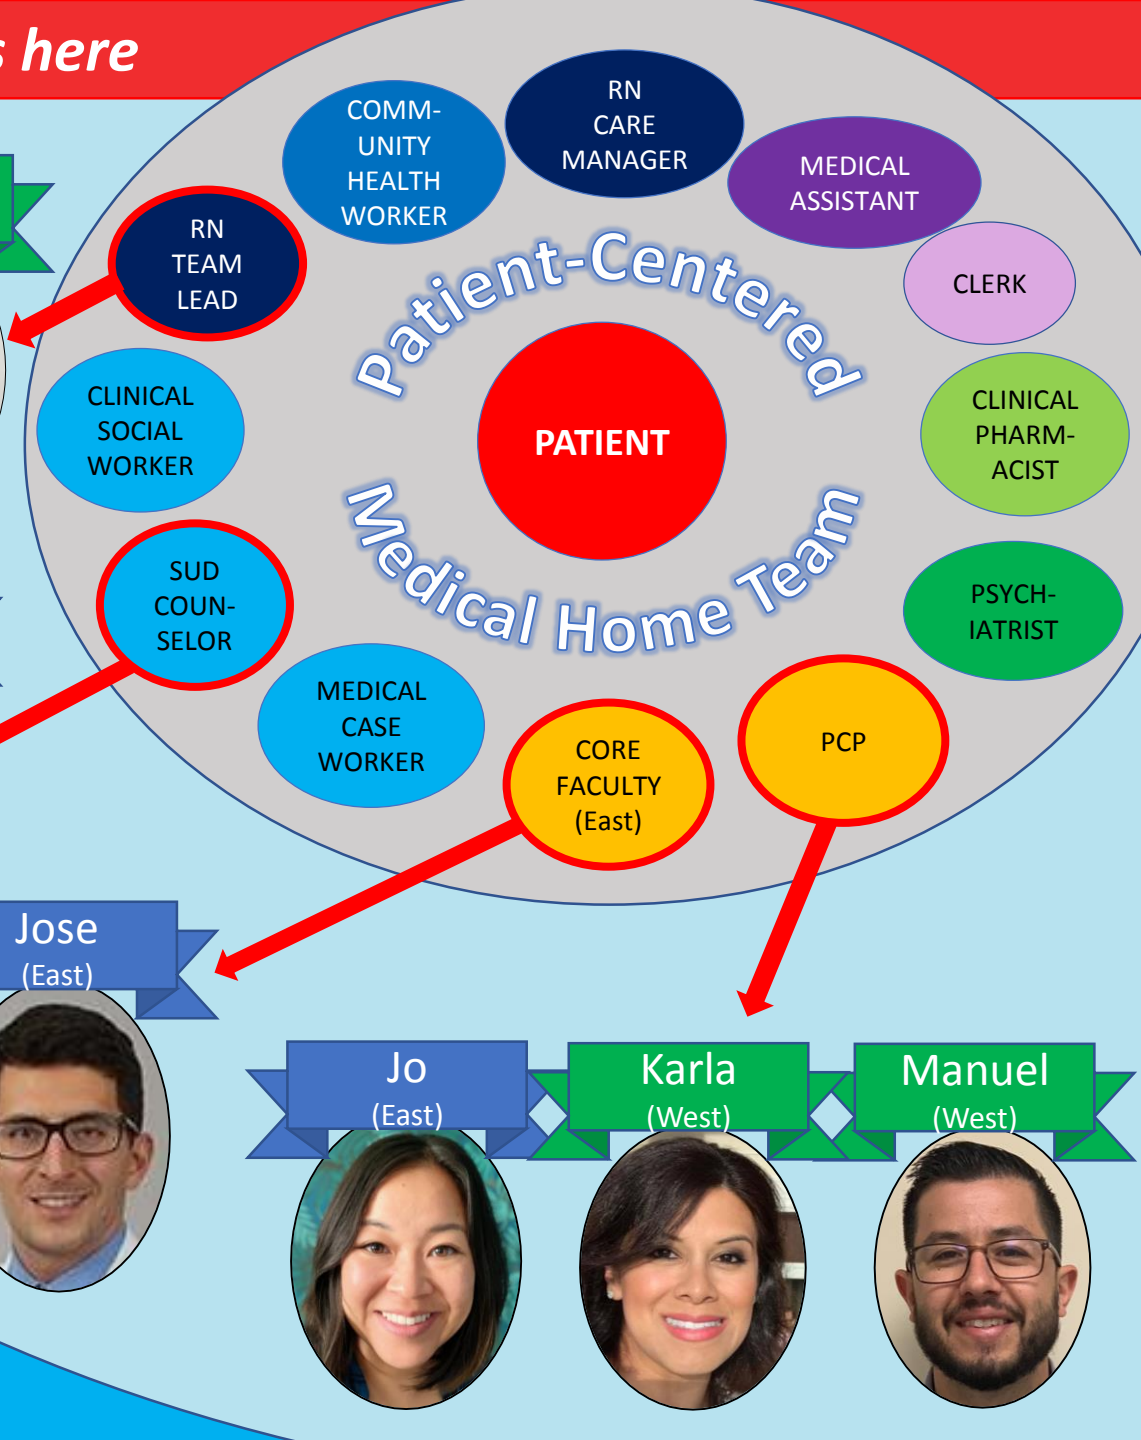 here
COMM-
UNITY
HEALTH
WORKER
RN
CARE
MANAGER
MEDICAL
ASSISTANT
CLERK
RN
TEAM
LEAD
Patient-Centered
CLINICAL
SOCIAL
WORKER
PATIENT
CLINICAL
PHARM-
ACIST
Medical Home Team
SUD
COUN-
SELOR
PSYCH-
IATRIST
MEDICAL
CASE
WORKER
CORE
FACULTY
(East)
PCP
Jose
(East)
Jo
(East)
Karla
(West)
Manuel
(West)